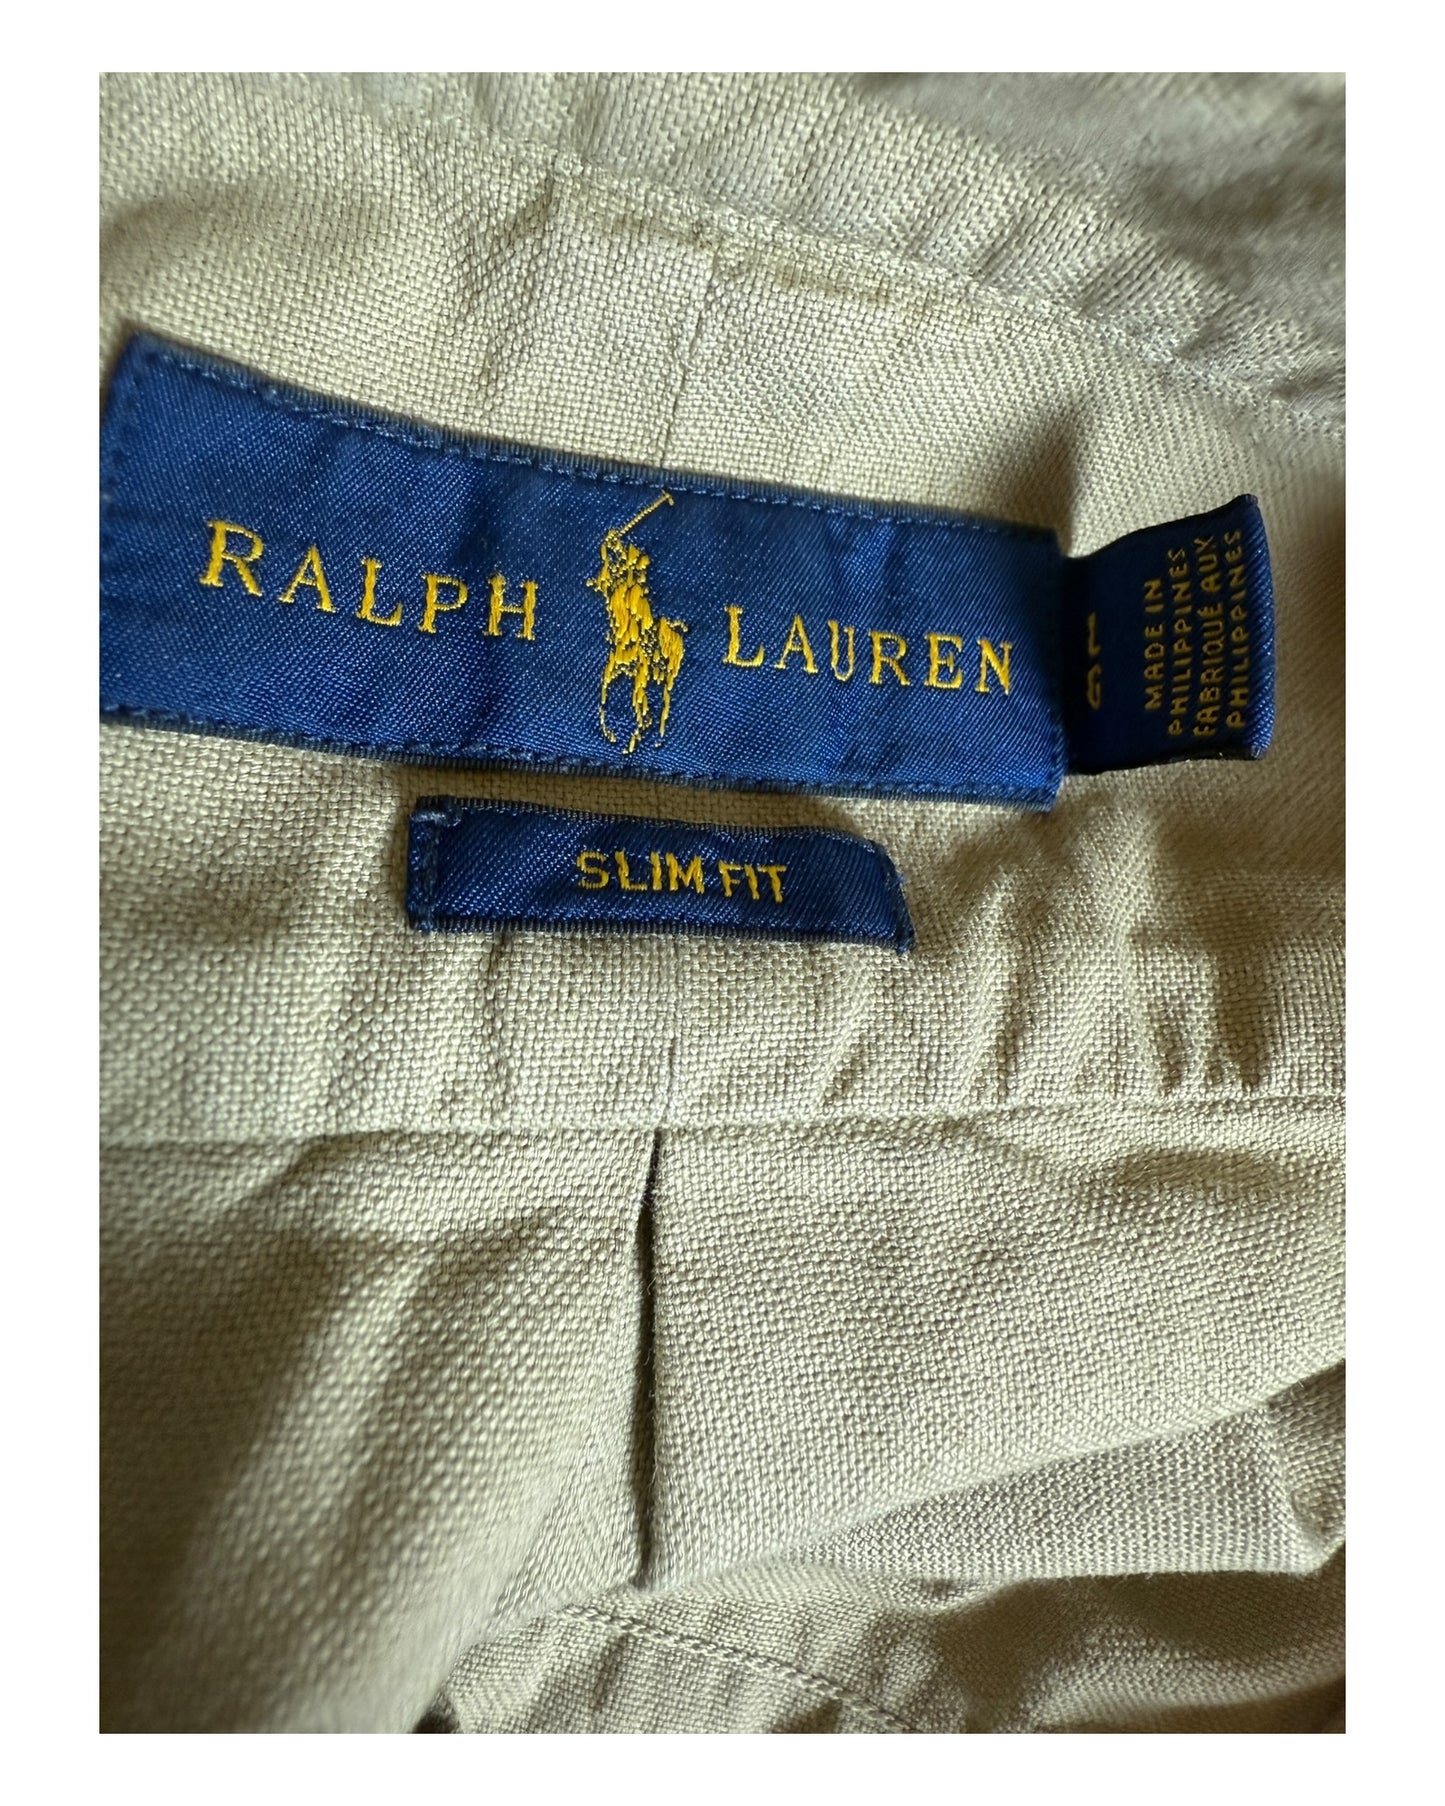 RALPH LAUREN
SLIM FIT
MADE IN
PHILIPPINES
FABRIQUÉ AUX
PHILIPPINES